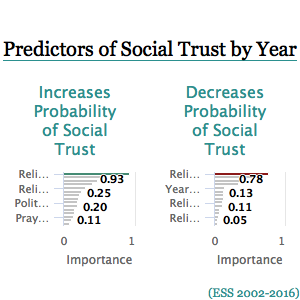 Predictors of Social Trust by Year
Increases
Probability
of Social
Trust
Reli...
0.93
Reli...
0.25
Polit...
0.20
Pray...
0.11
0
1
Importance
Decreases
Probability
of Social
Trust
Reli...
0.78
Year...
0.13
Reli...
0.11
Reli...
0.05
0
1
Importance
(ESS 2002-2016)